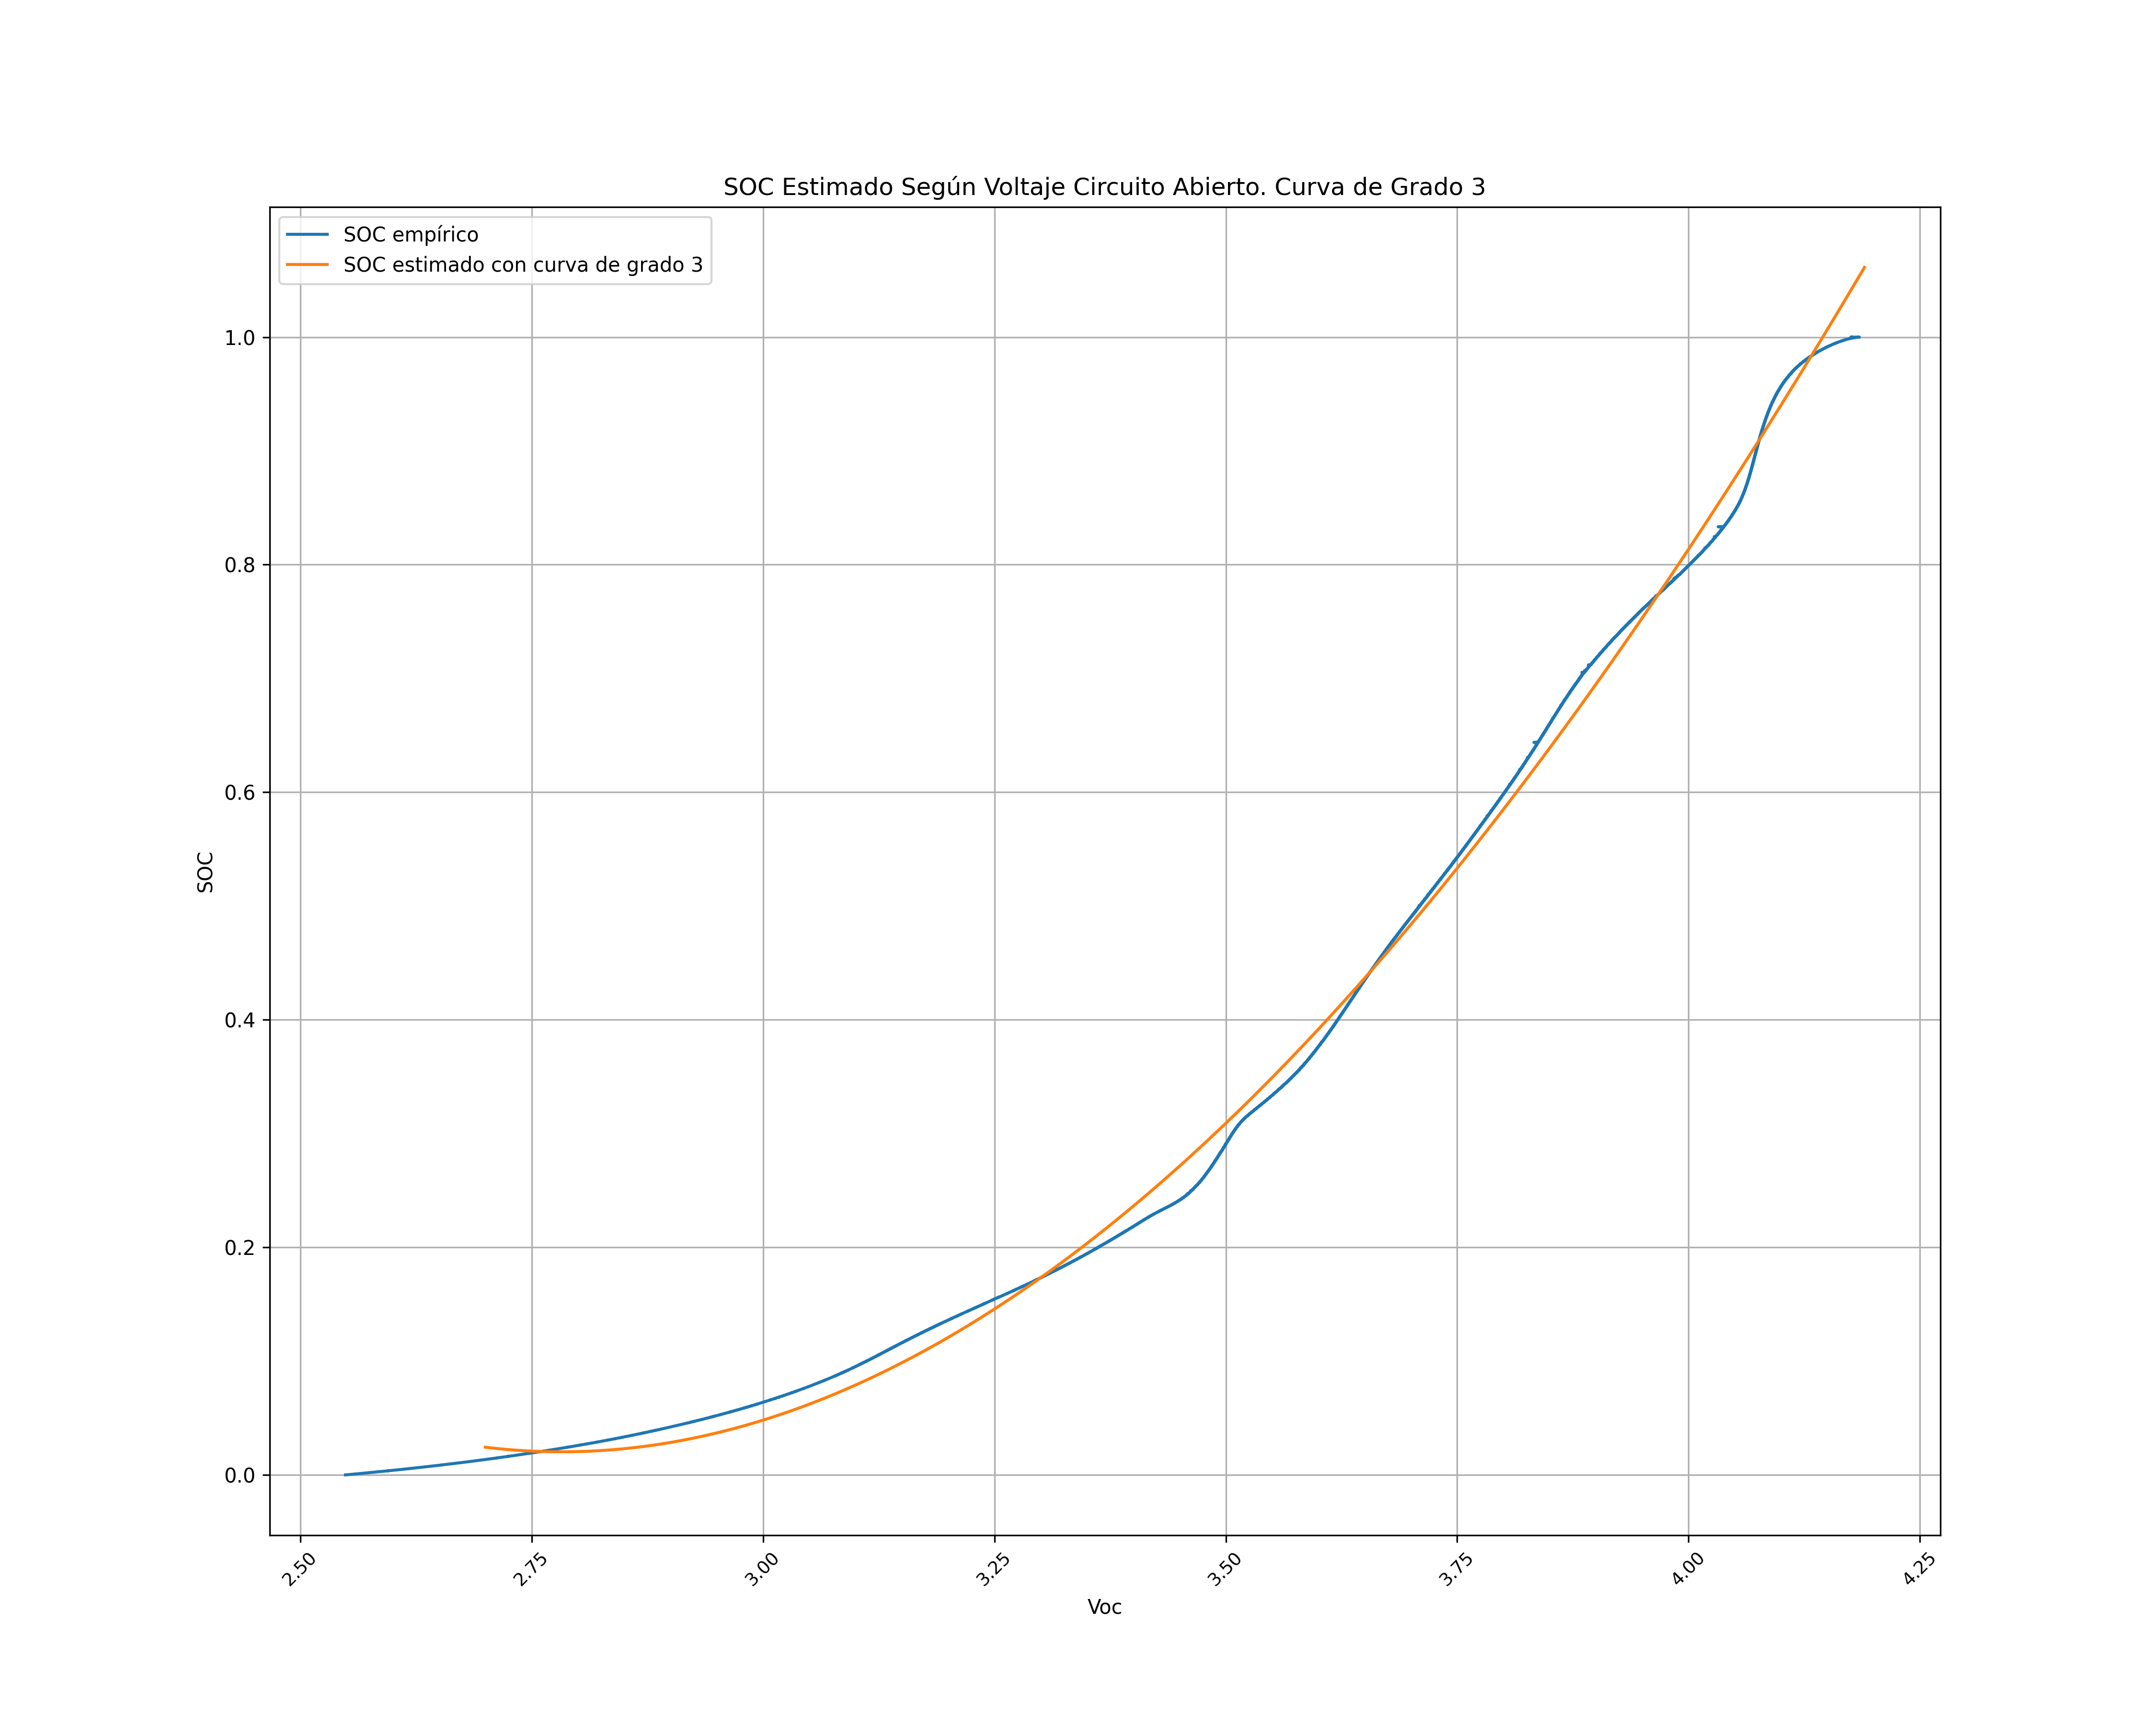 SOC Estimado Según Voltaje Circuito Abierto. Curva de Grado 3
SOC empírico
SOC estimado con curva de grado 3
1.0
0.8
0.6
0.4
0.2
0.0
SOC
2.50
2.75
3.00
3.25
3.50
3.75
4.00
4.25
Voc